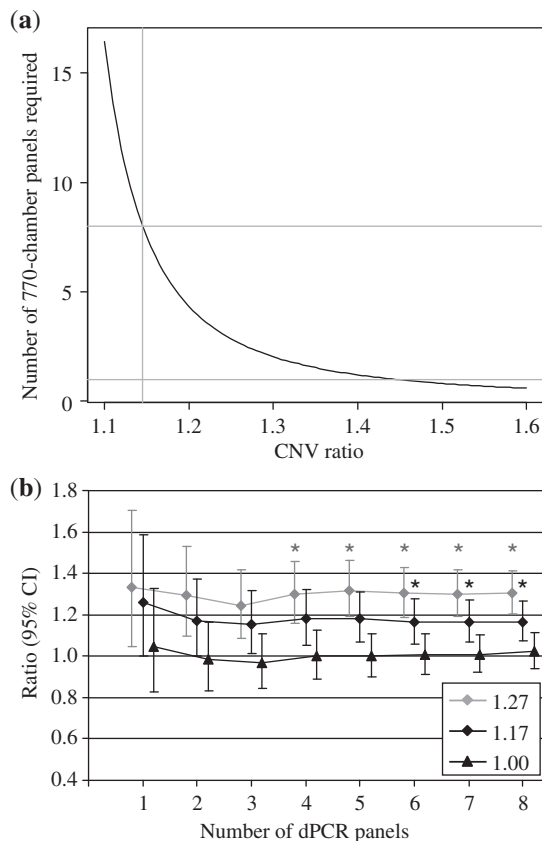 (a)
Number of 770-chamber panels required
15
10
5
0
1.1 1.2 1.3 1.4 1.5 1.6
CNV ratio
(b)
Ratio (95% CI)
1.8
1.6
1.4
1.2
1.0
0.8
0.6
0.4
* * * * *
* * *
1.27
1.17
1.00
1 2 3 4 5 6 7 8
Number of dPCR panels